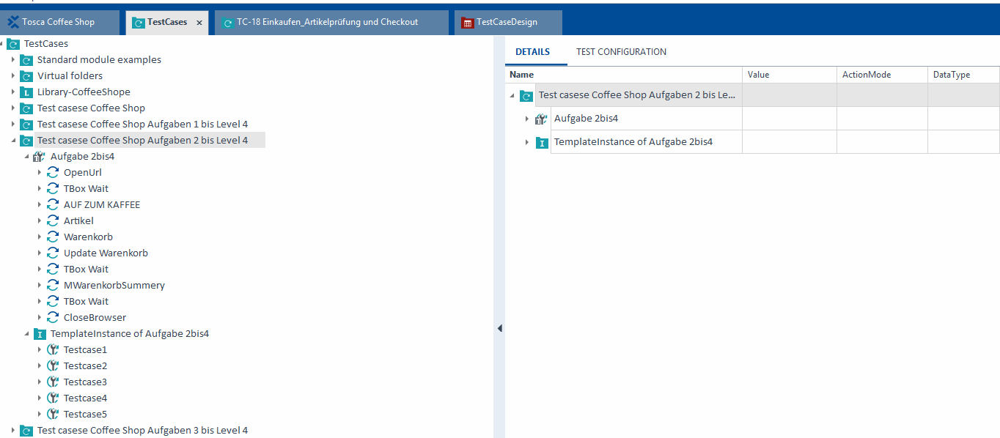 Tosca Coffee Shop
TestCases
TC-18 Einkaufen_Artikelprüfung und Checkout
TestCaseDesign
TestCases
Standard module examples
Virtual folders
Library-CoffeeShope
Test casese Coffee Shop
Test casese Coffee Shop Aufgaben 1 bis Level 4
Test casese Coffee Shop Aufgaben 2 bis Level 4
Aufgabe 2bis4
OpenUrl
TBox Wait
AUF ZUM KAFFEE
Artikel
Warenkorb
Update Warenkorb
TBox Wait
MWarenkorbSummery
TBox Wait
CloseBrowser
TemplateInstance of Aufgabe 2bis4
Testcase1
Testcase2
Testcase3
Testcase4
Testcase5
Test casese Coffee Shop Aufgaben 3 bis Level 4
DETAILS TEST CONFIGURATION
Name Value ActionMode DataType
Test casese Coffee Shop Aufgaben 2 bis Le...
Aufgabe 2bis4
TemplateInstance of Aufgabe 2bis4